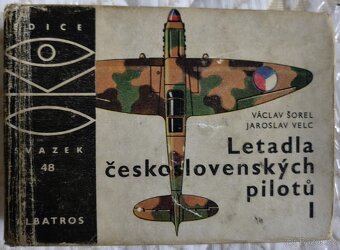 EDICE
OKO
SVAZEK
48
ALBATROS
VÁCLAV ŠOREL
JAROSLAV VELC
Letadla
československých
pilotů
I